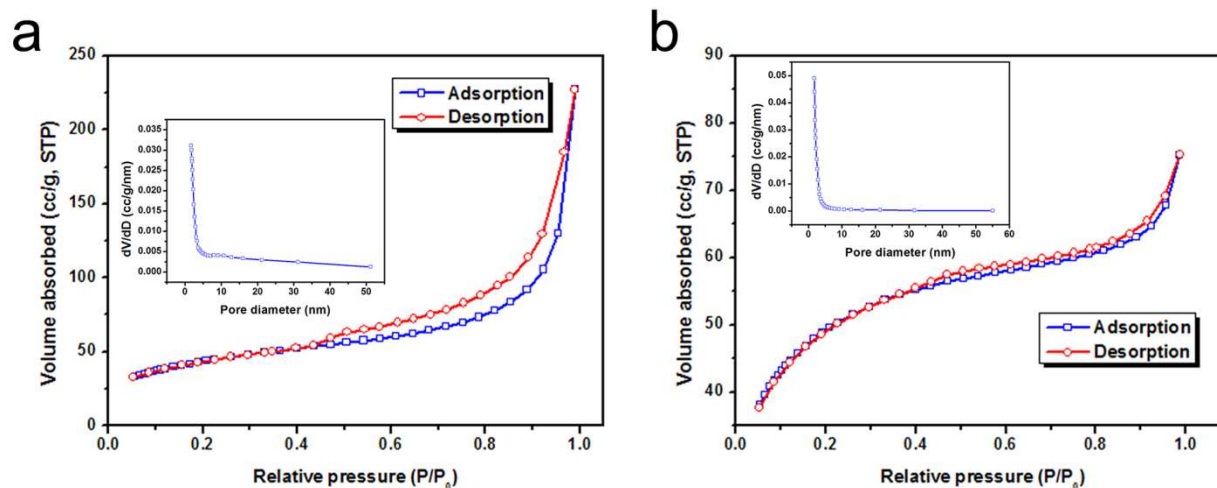 a
250
200
150
100
50
0
Volume absorbed (cc/g, STP)
0.0 0.2 0.4 0.6 0.8 1.0
Relative pressure (P/P₀)
Adsorption
Desorption
0.035
0.030
0.025
0.020
0.015
0.010
0.005
0.000
dV/dD (cc/g/nm)
0 10 20 30 40 50
Pore diameter (nm)
b
90
80
70
60
50
40
Volume absorbed (cc/g, STP)
0.0 0.2 0.4 0.6 0.8 1.0
Relative pressure (P/P₀)
0.05
0.04
0.03
0.02
0.01
0.00
dV/dD (cc/g/nm)
0 10 20 30 40 50 60
Pore diameter (nm)
Adsorption
Desorption